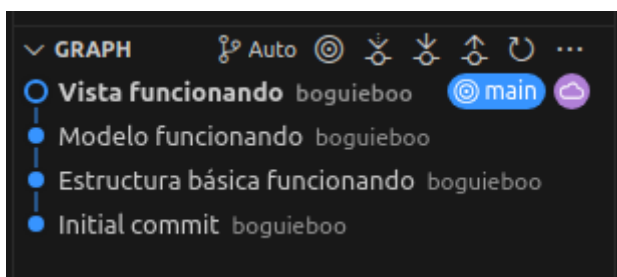 GRAPH Auto ...
Vista funcionando boguieboo main
Modelo funcionando boguieboo
Estructura básica funcionando boguieboo
Initial commit boguieboo